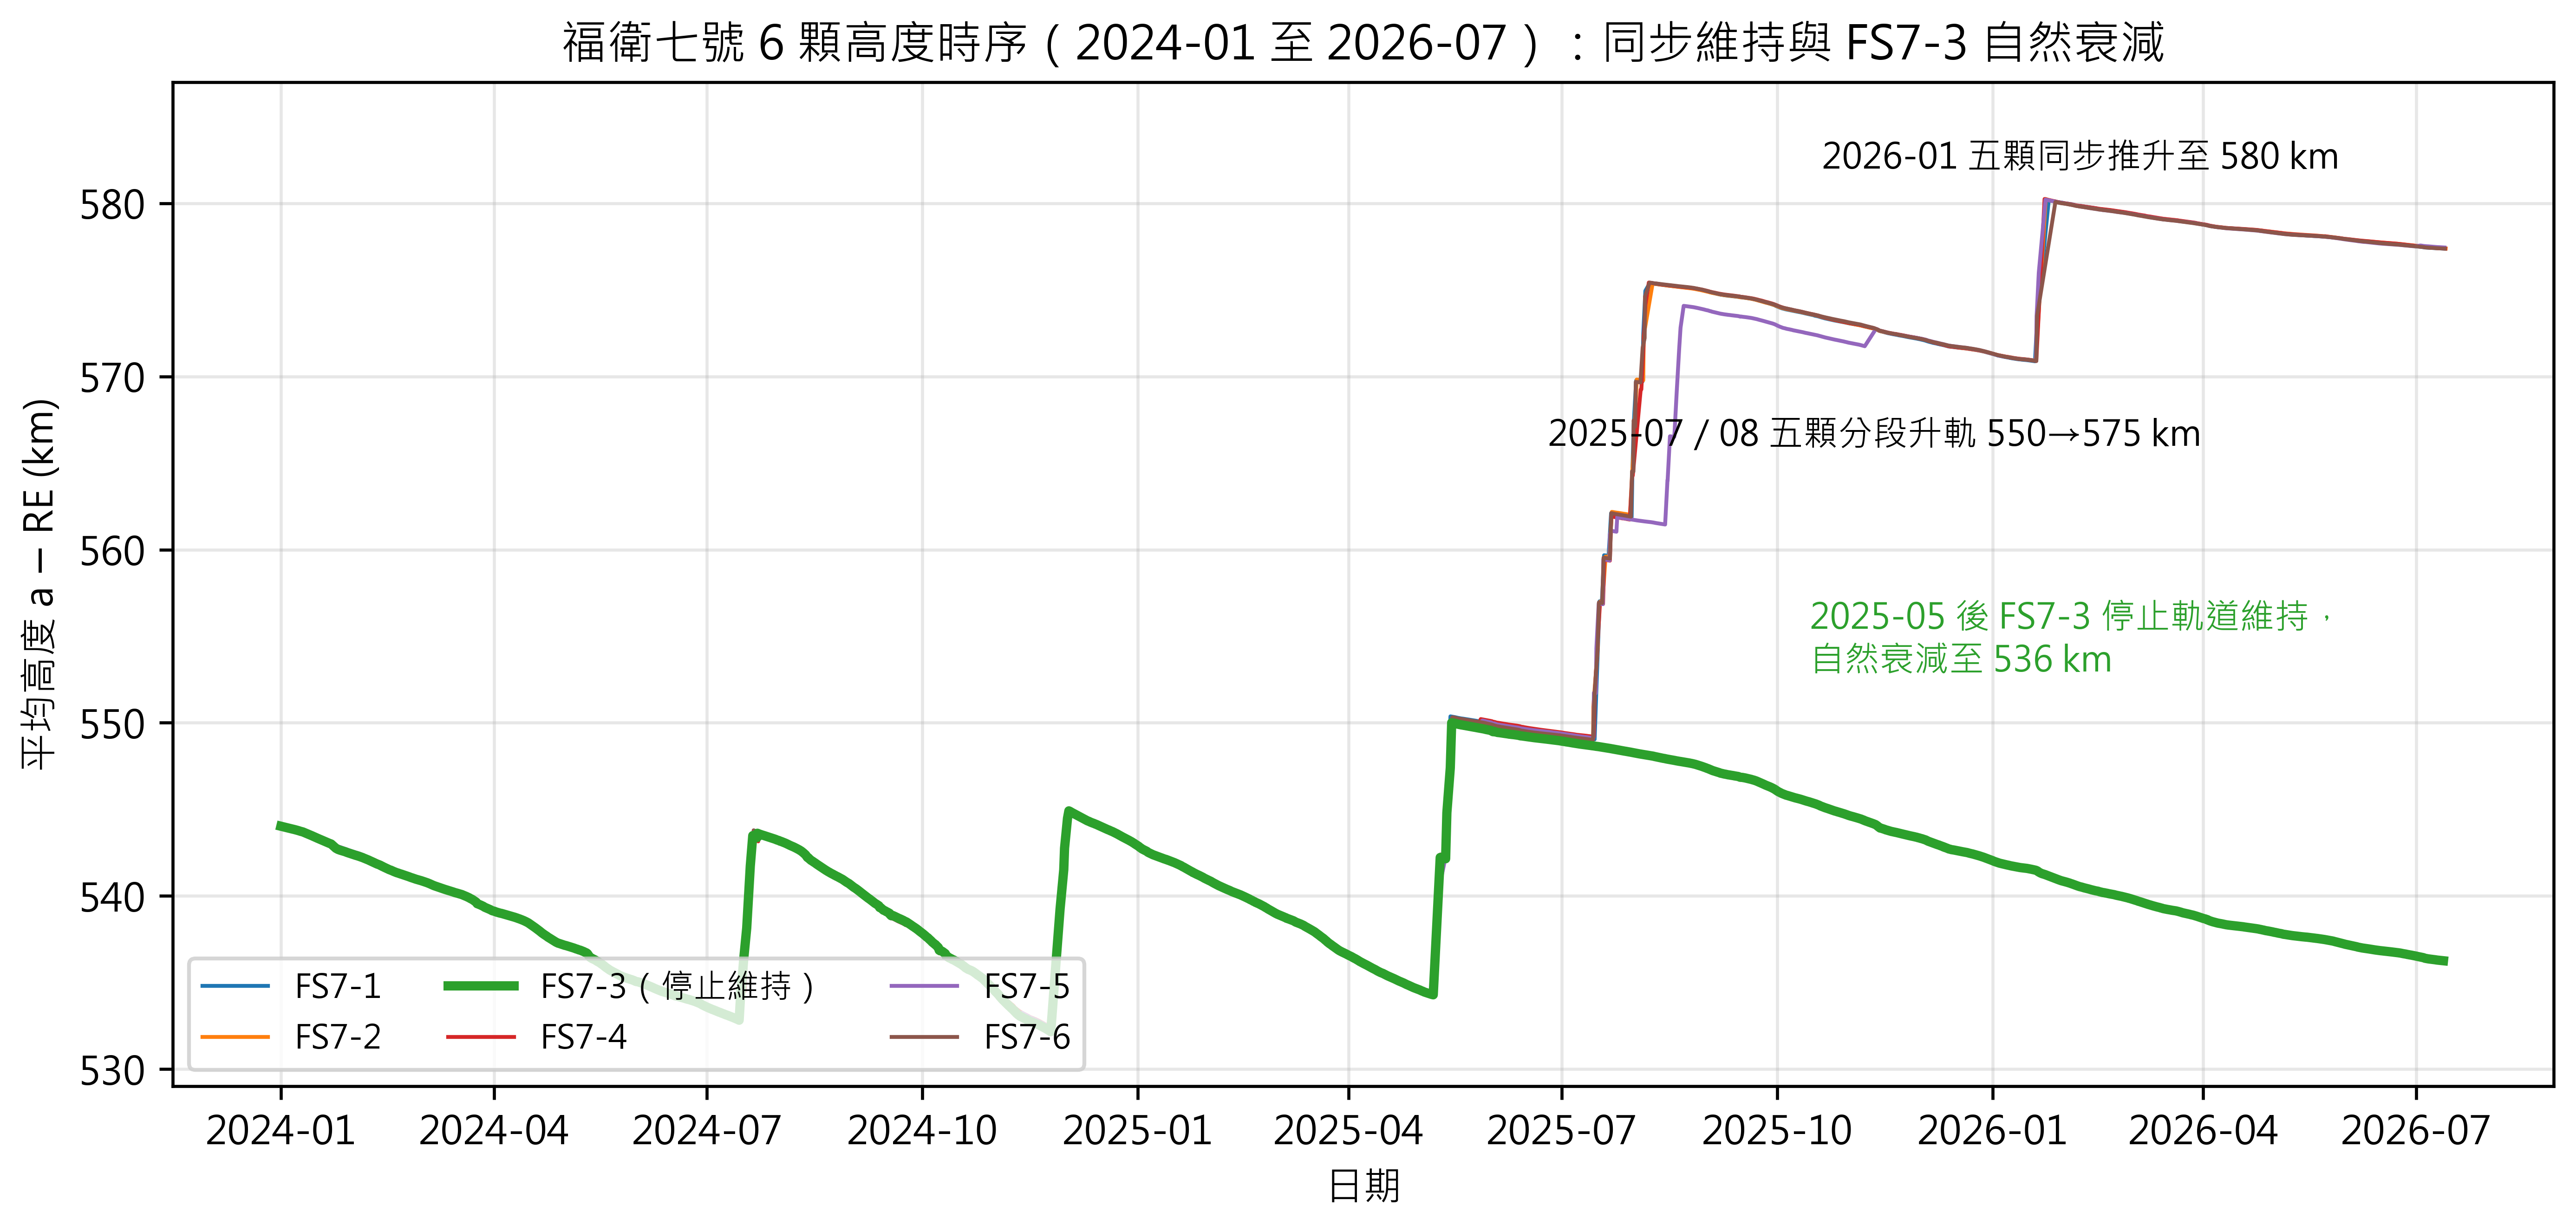 福衛七號 6 顆高度時序（2024-01 至 2026-07）：同步維持與 FS7-3 自然衰減
平均高度 a − RE (km)
580
570
560
550
540
530
2026-01 五顆同步推升至 580 km
2025-07 / 08 五顆分段升軌 550→575 km
2025-05 後 FS7-3 停止軌道維持，
自然衰減至 536 km
FS7-1
FS7-2
FS7-3（停止維持）
FS7-4
FS7-5
FS7-6
2024-01
2024-04
2024-07
2024-10
2025-01
2025-04
2025-07
2025-10
2026-01
2026-04
2026-07
日期